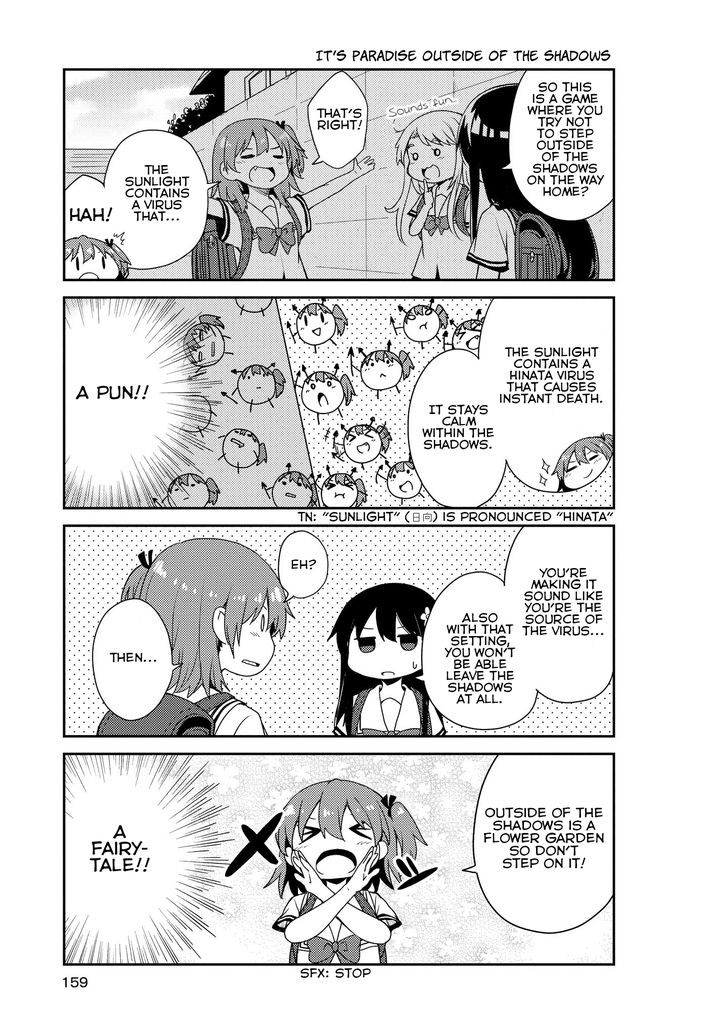 IT'S PARADISE OUTSIDE OF THE SHADOWS
SO THIS
IS A GAME
WHERE YOU
TRY NOT
TO STEP
OUTSIDE
OF THE
SHADOWS
ON THE WAY
HOME?
Sounds fun.
THAT'S
RIGHT!
THE
SUNLIGHT
CONTAINS
A VIRUS
THAT...
HAH!
THE SUNLIGHT
CONTAINS A
HINATA VIRUS
THAT CAUSES
INSTANT DEATH.
IT STAYS
CALM
WITHIN THE
SHADOWS.
A PUN!!
TN: "SUNLIGHT" (日向) IS PRONOUNCED "HINATA"
YOU'RE
MAKING IT
SOUND LIKE
YOU'RE THE
SOURCE OF
THE VIRUS...
ALSO
WITH THAT
SETTING,
YOU WON'T
BE ABLE
LEAVE THE
SHADOWS
AT ALL.
EH?
THEN...
OUTSIDE OF THE
SHADOWS IS A
FLOWER GARDEN
SO DON'T
STEP ON IT!
A
FAIRY-
TALE!!
SFX: STOP
159